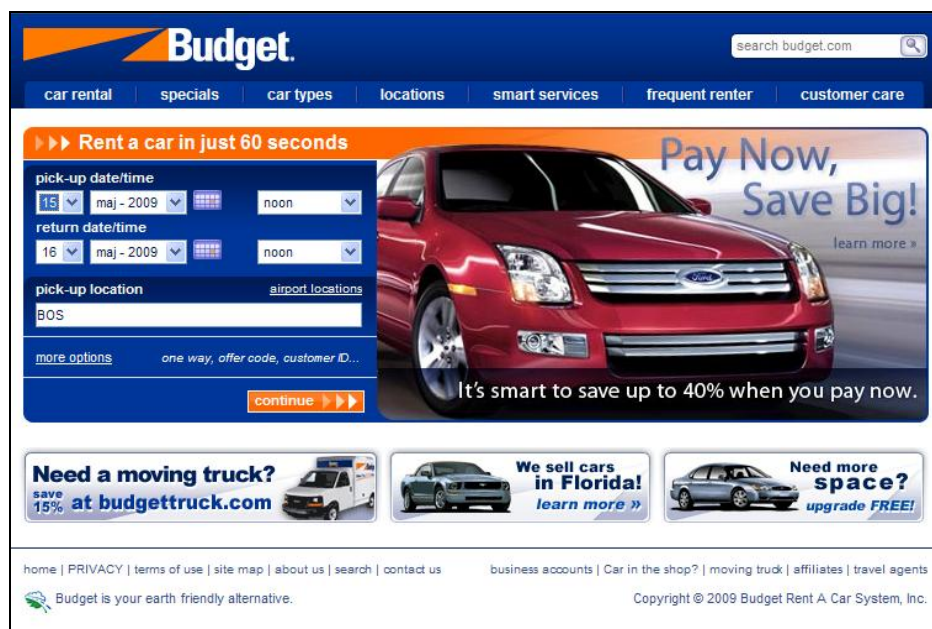 Budget.
search budget.com
car rental specials car types locations smart services frequent renter customer care
Rent a car in just 60 seconds
pick-up date/time
15 maj - 2009 noon
return date/time
16 maj - 2009 noon
pick-up location airport locations
BOS
more options one way, offer code, customer ID...
continue
Pay Now,
Save Big!
learn more »
Ford
It's smart to save up to 40% when you pay now.
Need a moving truck?
save 15% at budgettruck.com
We sell cars
in Florida!
learn more »
Need more
space?
upgrade FREE!
home | PRIVACY | terms of use | site map | about us | search | contact us
business accounts | Car in the shop? | moving truck | affiliates | travel agents
Budget is your earth friendly alternative.
Copyright © 2009 Budget Rent A Car System, Inc.